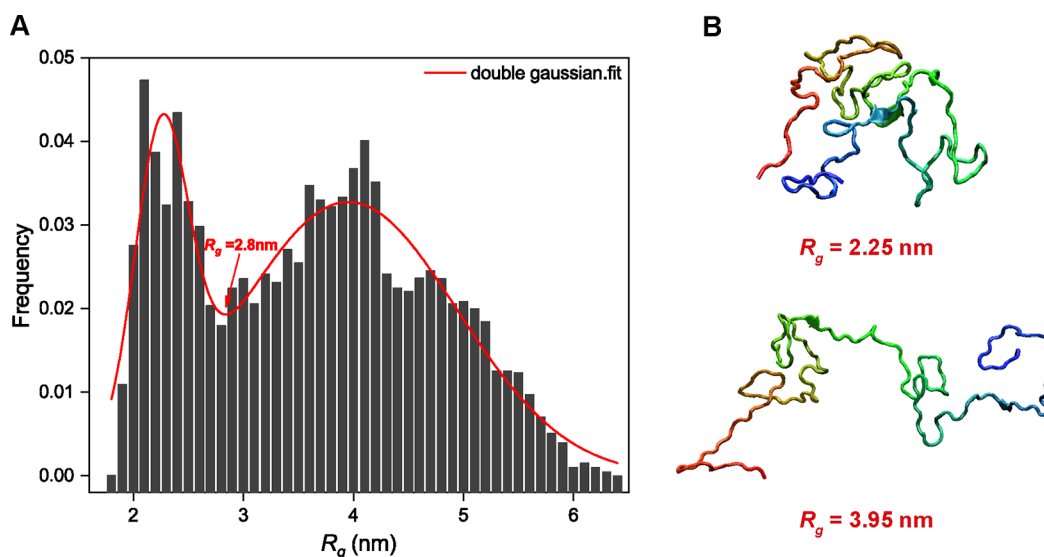 A
B
0.05
0.04
0.03
0.02
0.01
0.00
Frequency
double gaussian.fit
Rg =2.8nm
2
3
4
5
6
Rg (nm)
Rg = 2.25 nm
Rg = 3.95 nm